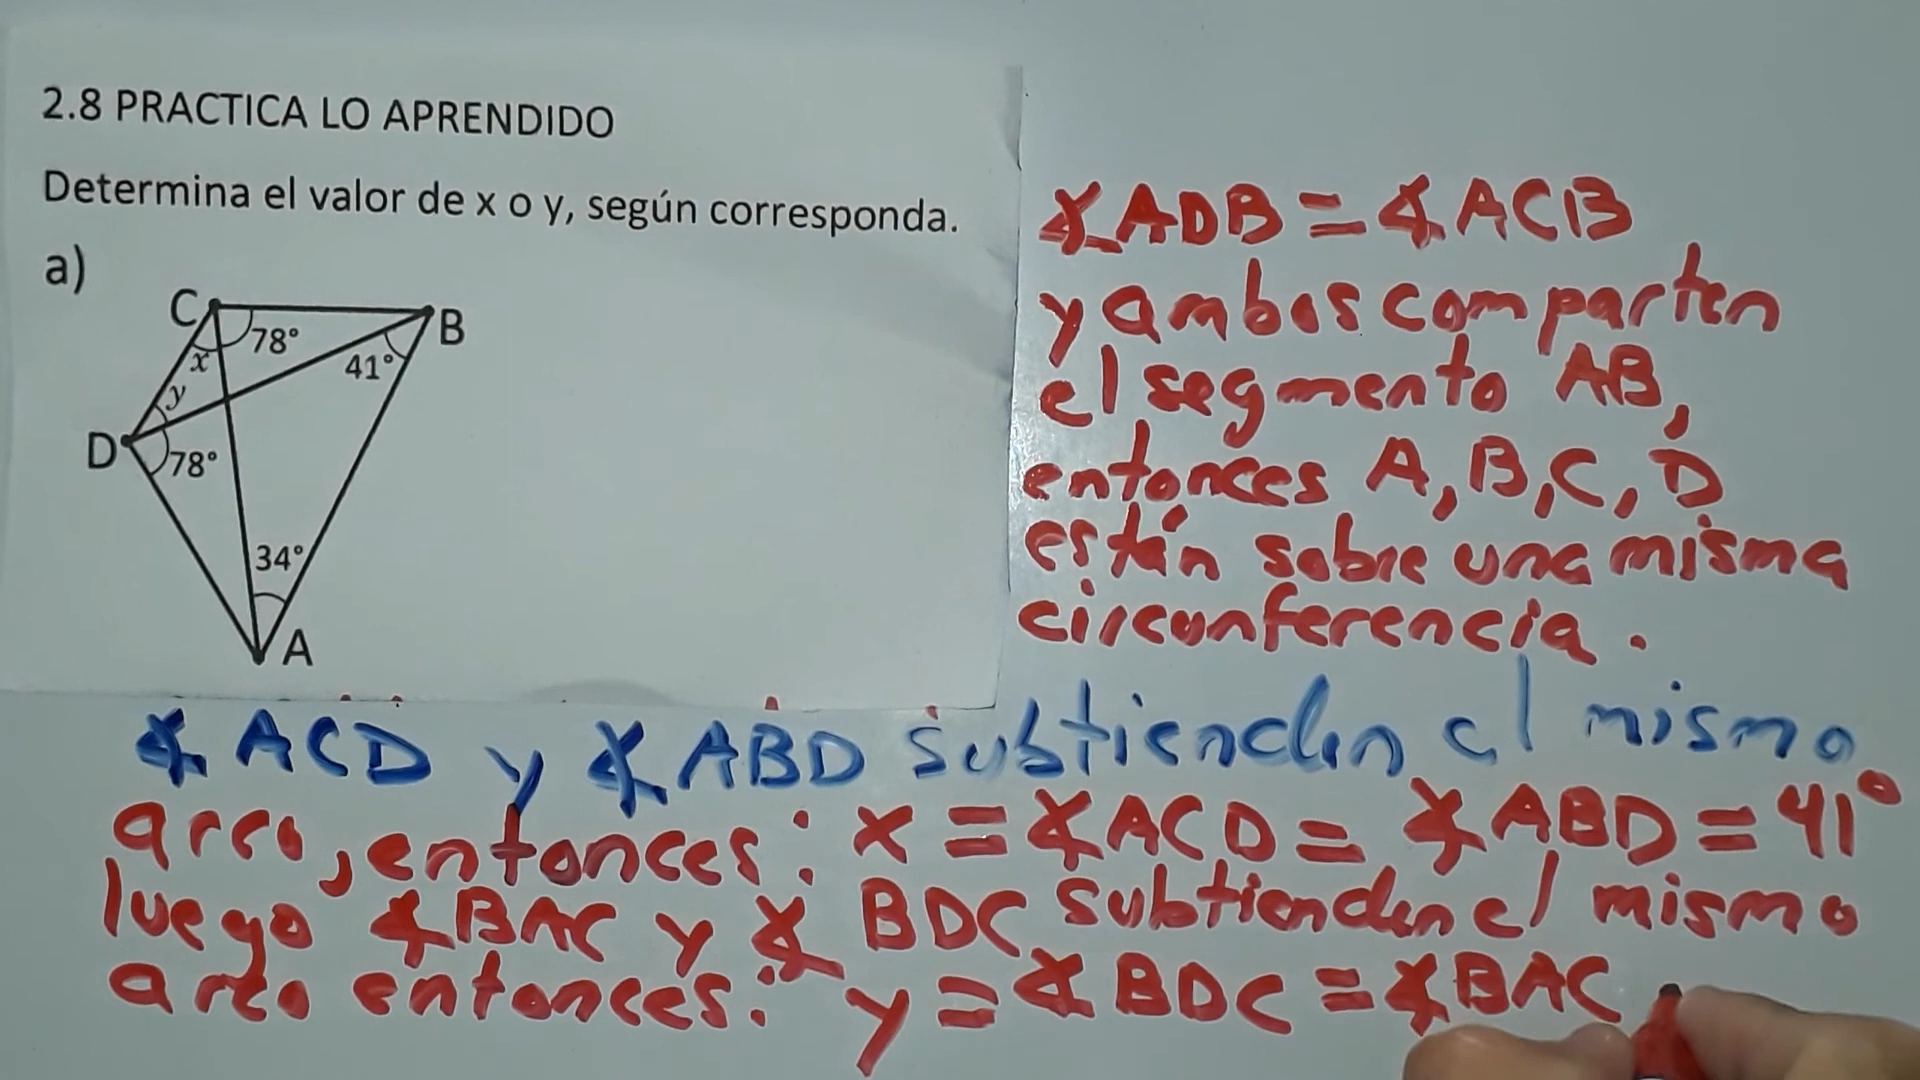 2.8 PRACTICA LO APRENDIDO
Determina el valor de x o y, según corresponda.
a)
C
B
78°
41°
x
y
D
78°
34°
A
∡ADB = ∡ACB
y ambos comparten
el segmento AB,
entonces A, B, C, D
están sobre una misma
circunferencia.
∡ACD y ∡ABD subtienden el mismo
arco, entonces: x = ∡ACD = ∡ABD = 41°
luego ∡BAC y ∡BDC subtienden el mismo
arco entonces: y = ∡BDC = ∡BAC